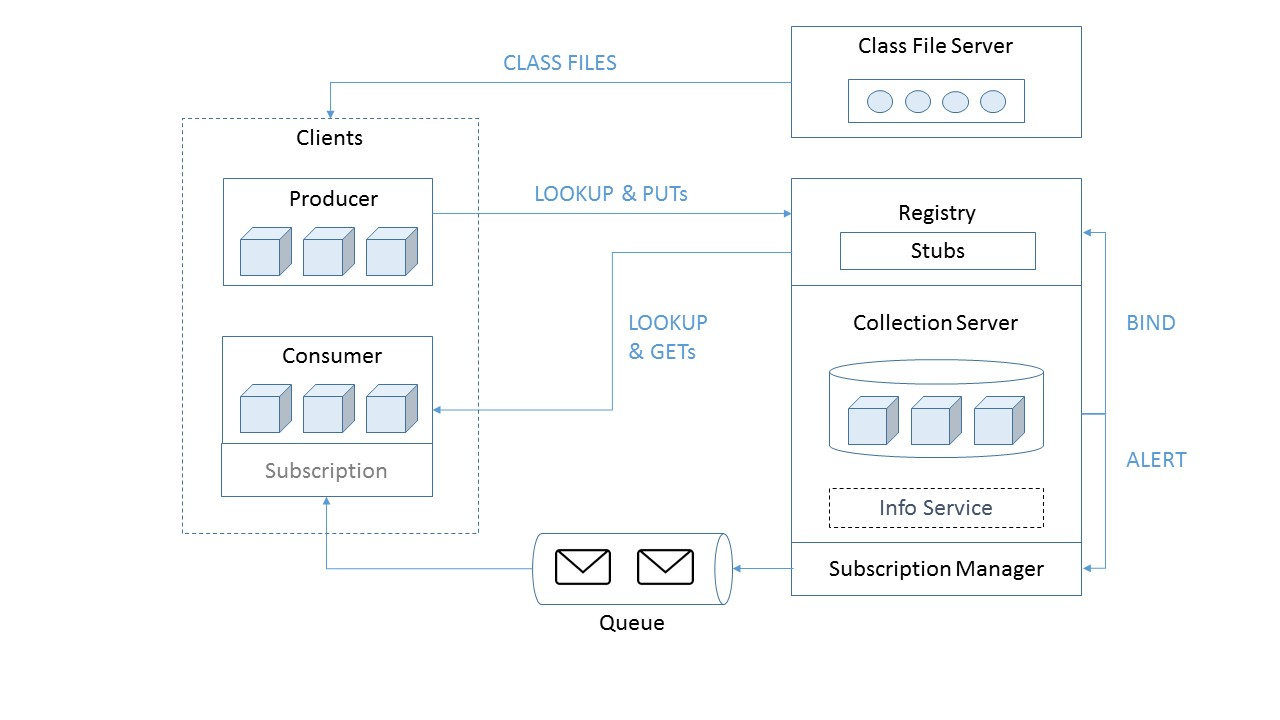 Class File Server
CLASS FILES
Clients
Producer
LOOKUP & PUTs
Registry
Stubs
LOOKUP
& GETs
Collection Server
BIND
Consumer
Subscription
ALERT
Info Service
Subscription Manager
Queue